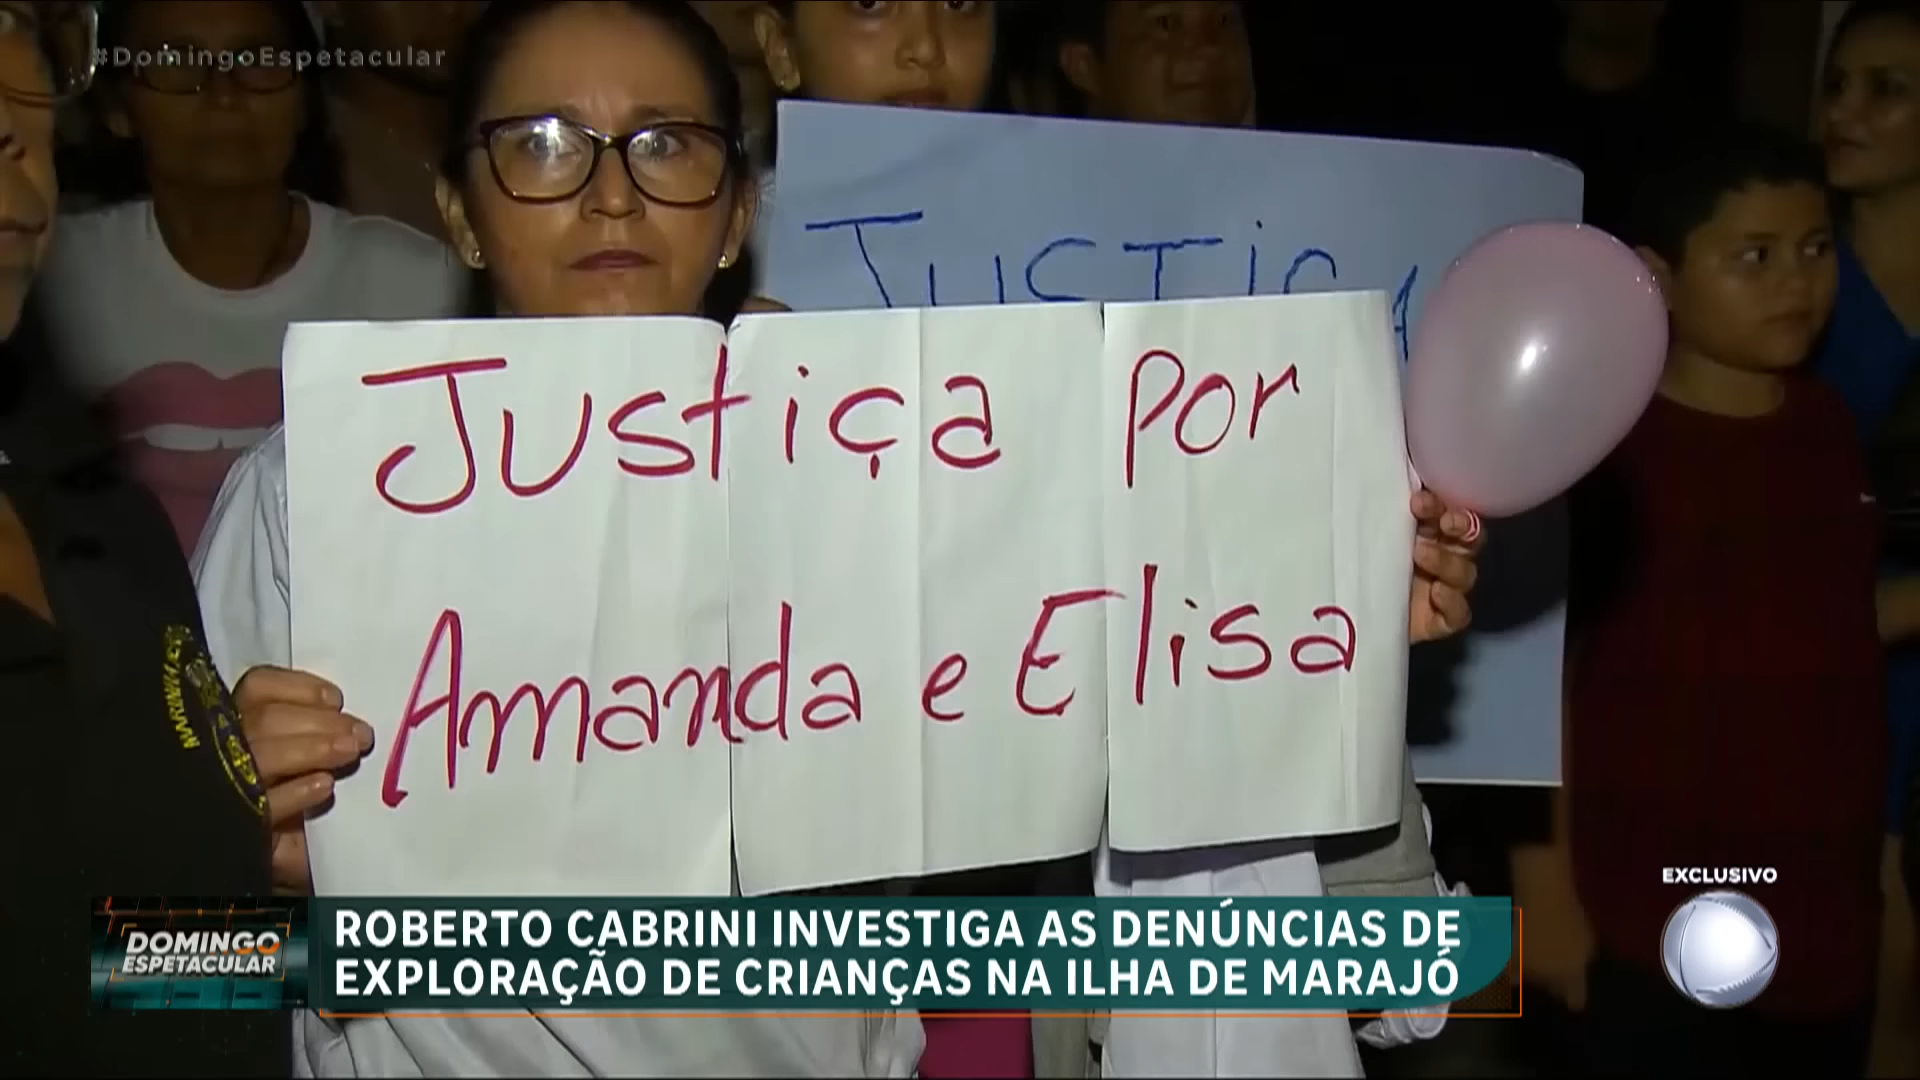 #DomingoEspetacular
JUSTIÇA
Justiça Por
Amanda e Elisa
EXCLUSIVO
DOMINGO
ESPETACULAR
ROBERTO CABRINI INVESTIGA AS DENÚNCIAS DE
EXPLORAÇÃO DE CRIANÇAS NA ILHA DE MARAJÓ